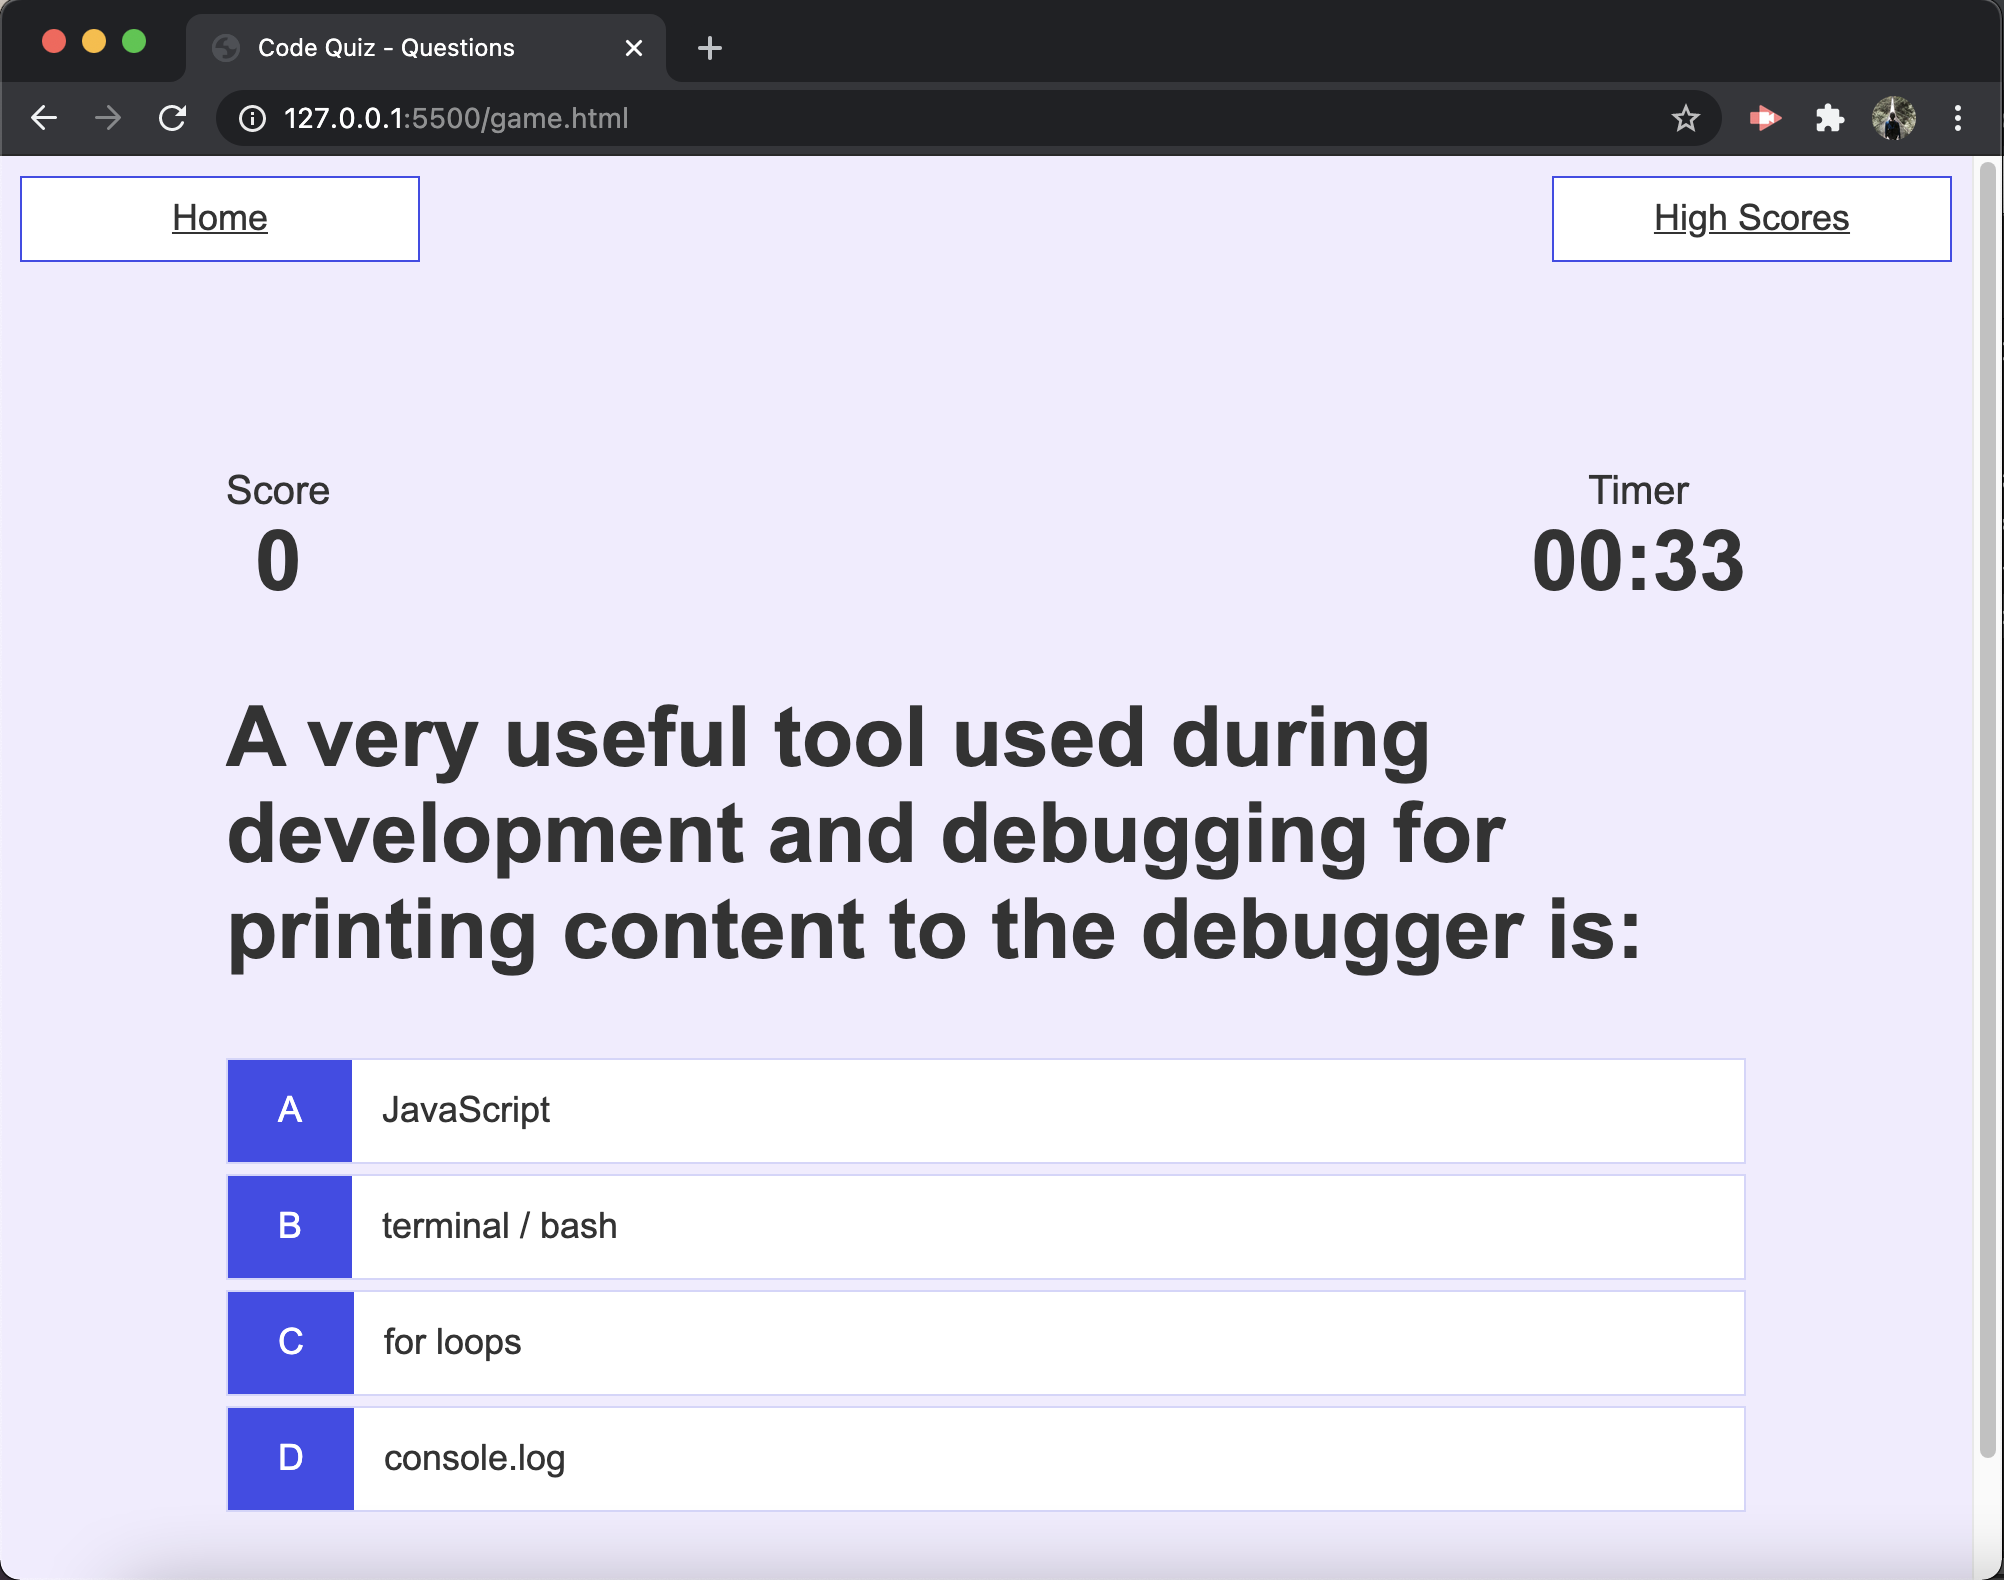 Code Quiz - Questions
127.0.0.1:5500/game.html
Home
High Scores
Score
Timer
0
00:33
A very useful tool used during
development and debugging for
printing content to the debugger is:
A JavaScript
B terminal / bash
C for loops
D console.log